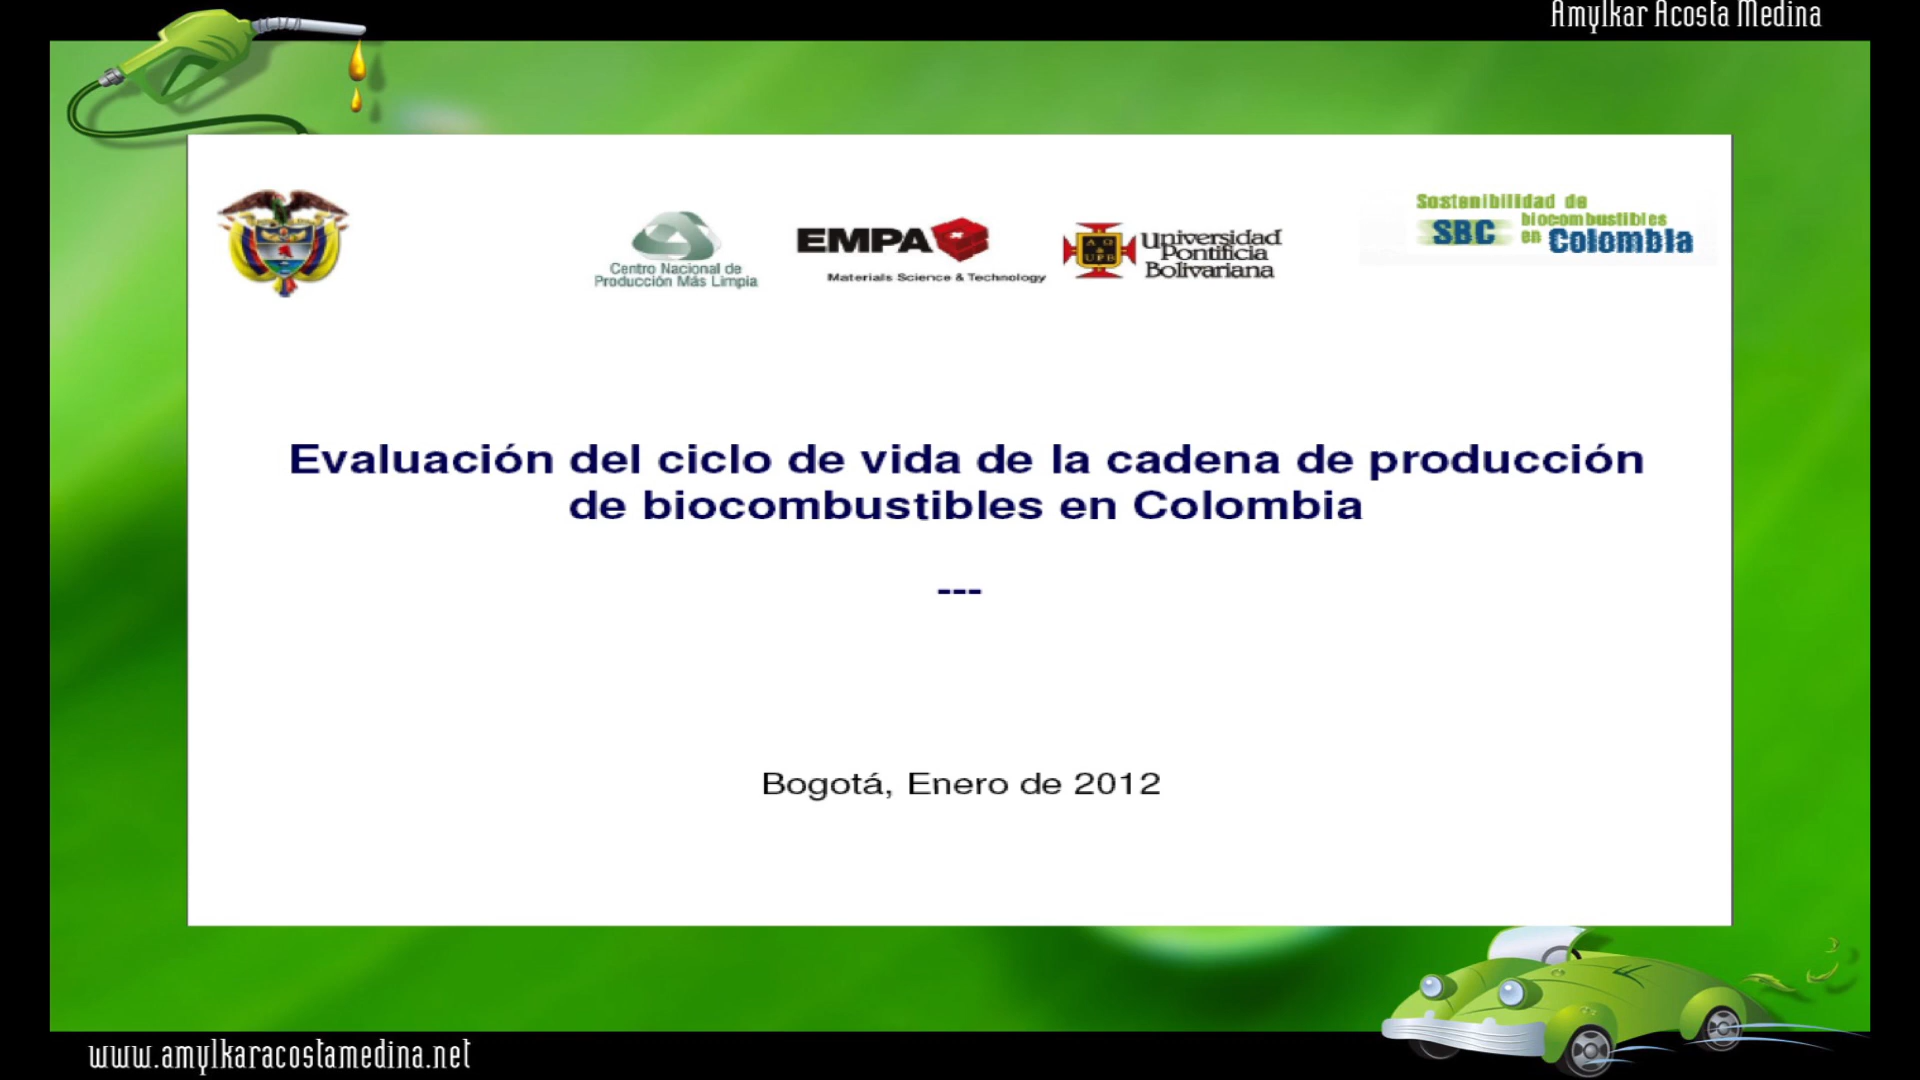 Amylkar Acosta Medina
Centro Nacional de
Producción Más Limpia
EMPA
Materials Science & Technology
Universidad
Pontificia
Bolivariana
Sostenibilidad de
biocombustibles
SBC en Colombia
Evaluación del ciclo de vida de la cadena de producción
de biocombustibles en Colombia
---
Bogotá, Enero de 2012
www.amylkaracostamedina.net